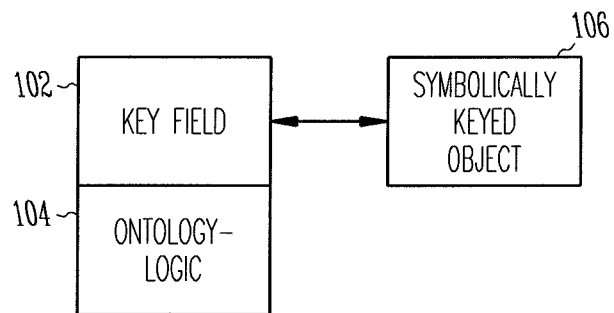 106
102
KEY FIELD
SYMBOLICALLY
KEYED
OBJECT
104
ONTOLOGY-
LOGIC